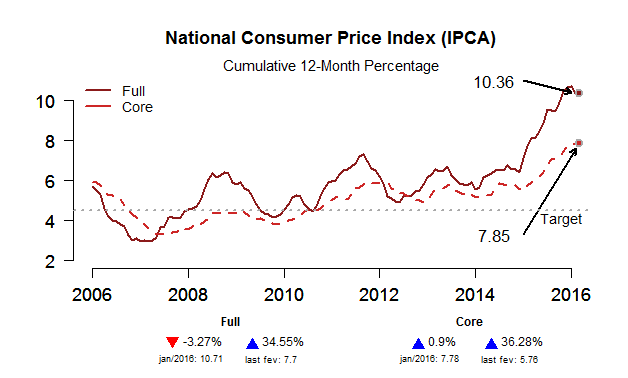 National Consumer Price Index (IPCA)
Cumulative 12-Month Percentage
10.36
Full
Core
10
8
6
4
2
Target
7.85
2006 2008 2010 2012 2014 2016
Full Core
-3.27% 34.55% 0.9% 36.28%
jan/2016: 10.71 last fev: 7.7 jan/2016: 7.78 last fev: 5.76